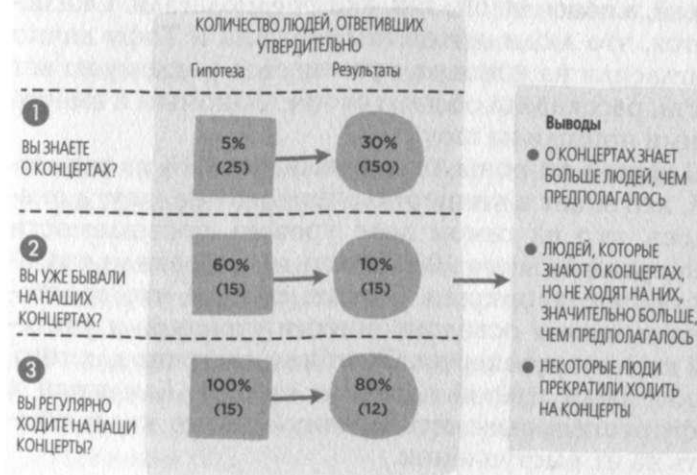 КОЛИЧЕСТВО ЛЮДЕЙ, ОТВЕТИВШИХ
УТВЕРДИТЕЛЬНО
Гипотеза
Результаты
1
ВЫ ЗНАЕТЕ
О КОНЦЕРТАХ?
5%
(25)
30%
(150)
2
ВЫ УЖЕ БЫВАЛИ
НА НАШИХ
КОНЦЕРТАХ?
60%
(15)
10%
(15)
3
ВЫ РЕГУЛЯРНО
ХОДИТЕ НА НАШИ
КОНЦЕРТЫ?
100%
(15)
80%
(12)
Выводы
● О КОНЦЕРТАХ ЗНАЕТ
БОЛЬШЕ ЛЮДЕЙ, ЧЕМ
ПРЕДПОЛАГАЛОСЬ
● ЛЮДЕЙ, КОТОРЫЕ
ЗНАЮТ О КОНЦЕРТАХ,
НО НЕ ХОДЯТ НА НИХ,
ЗНАЧИТЕЛЬНО БОЛЬШЕ,
ЧЕМ ПРЕДПОЛАГАЛОСЬ
● НЕКОТОРЫЕ ЛЮДИ
ПРЕКРАТИЛИ ХОДИТЬ
НА КОНЦЕРТЫ